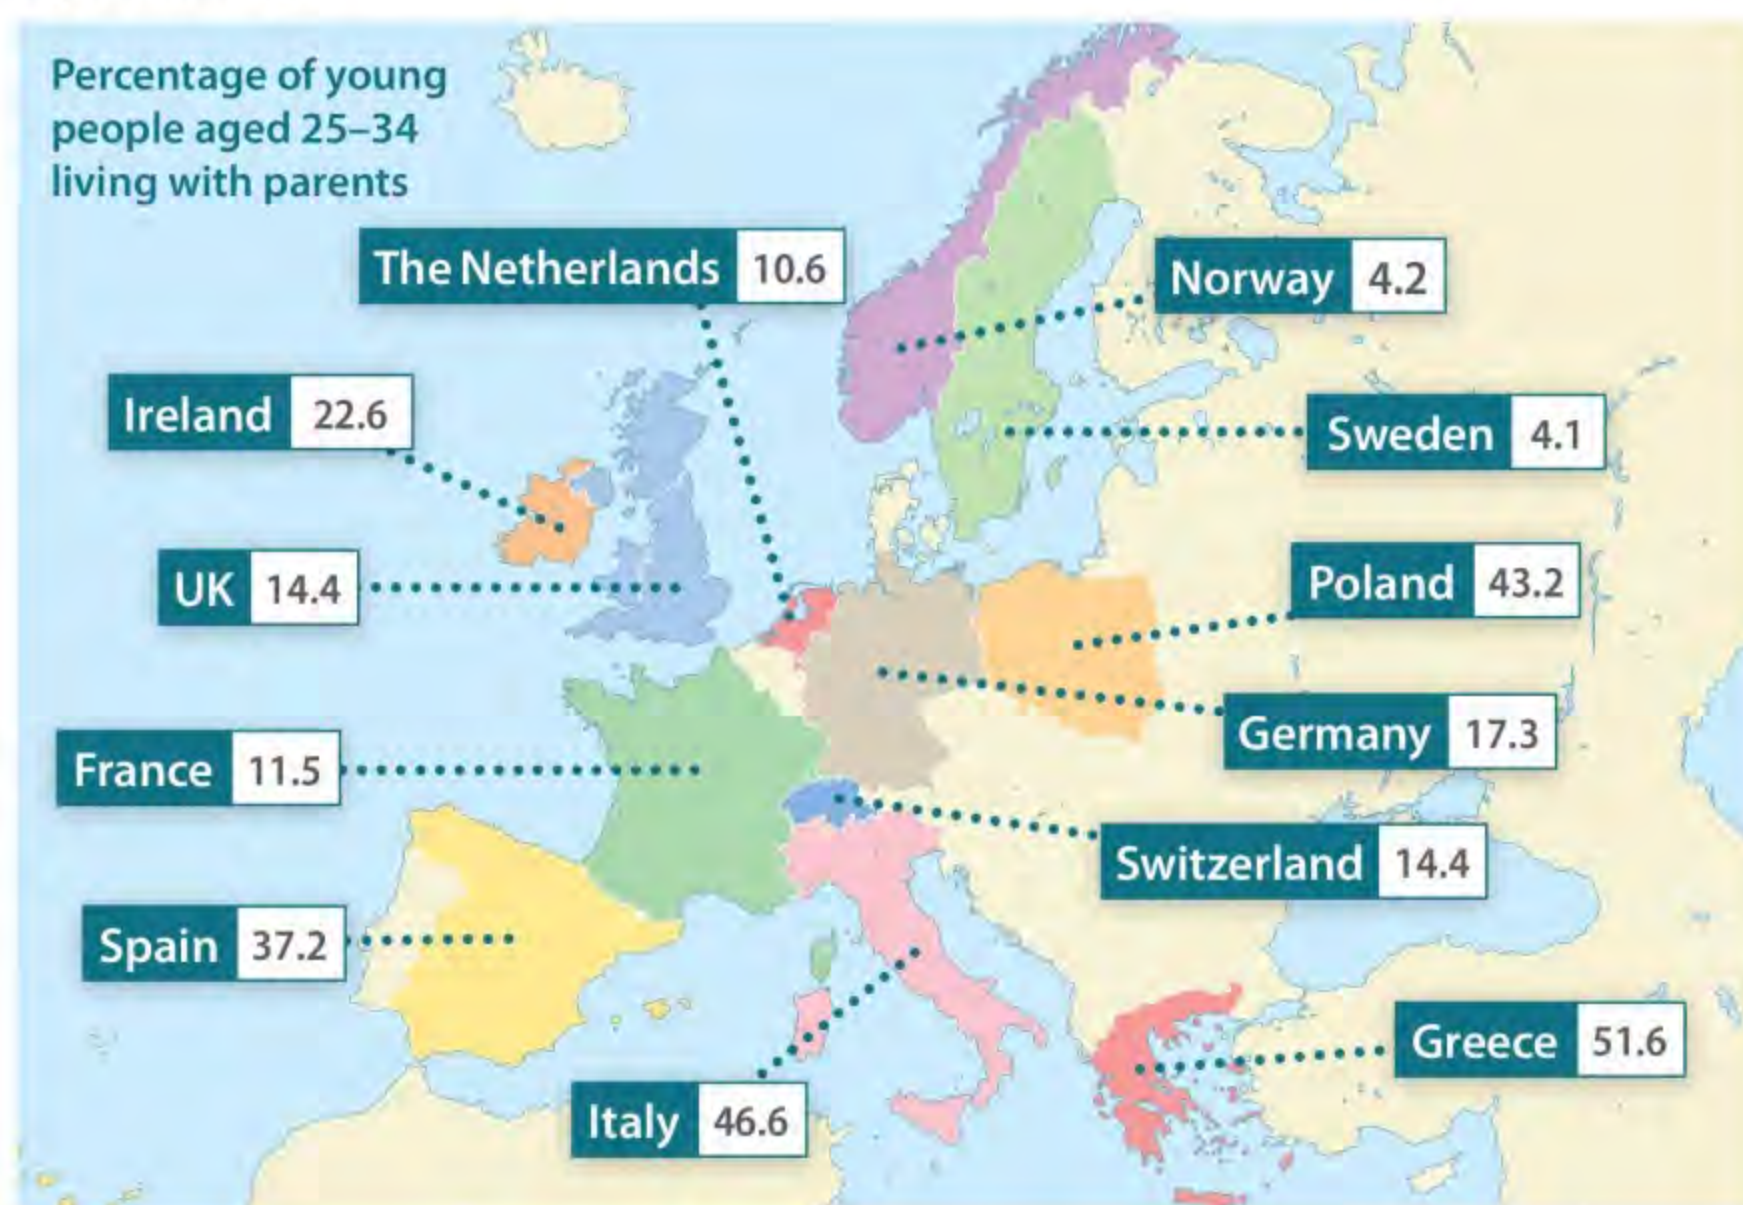 Percentage of young
people aged 25–34
living with parents
The Netherlands 10.6
Norway 4.2
Ireland 22.6
Sweden 4.1
UK 14.4
Poland 43.2
Germany 17.3
France 11.5
Switzerland 14.4
Spain 37.2
Greece 51.6
Italy 46.6